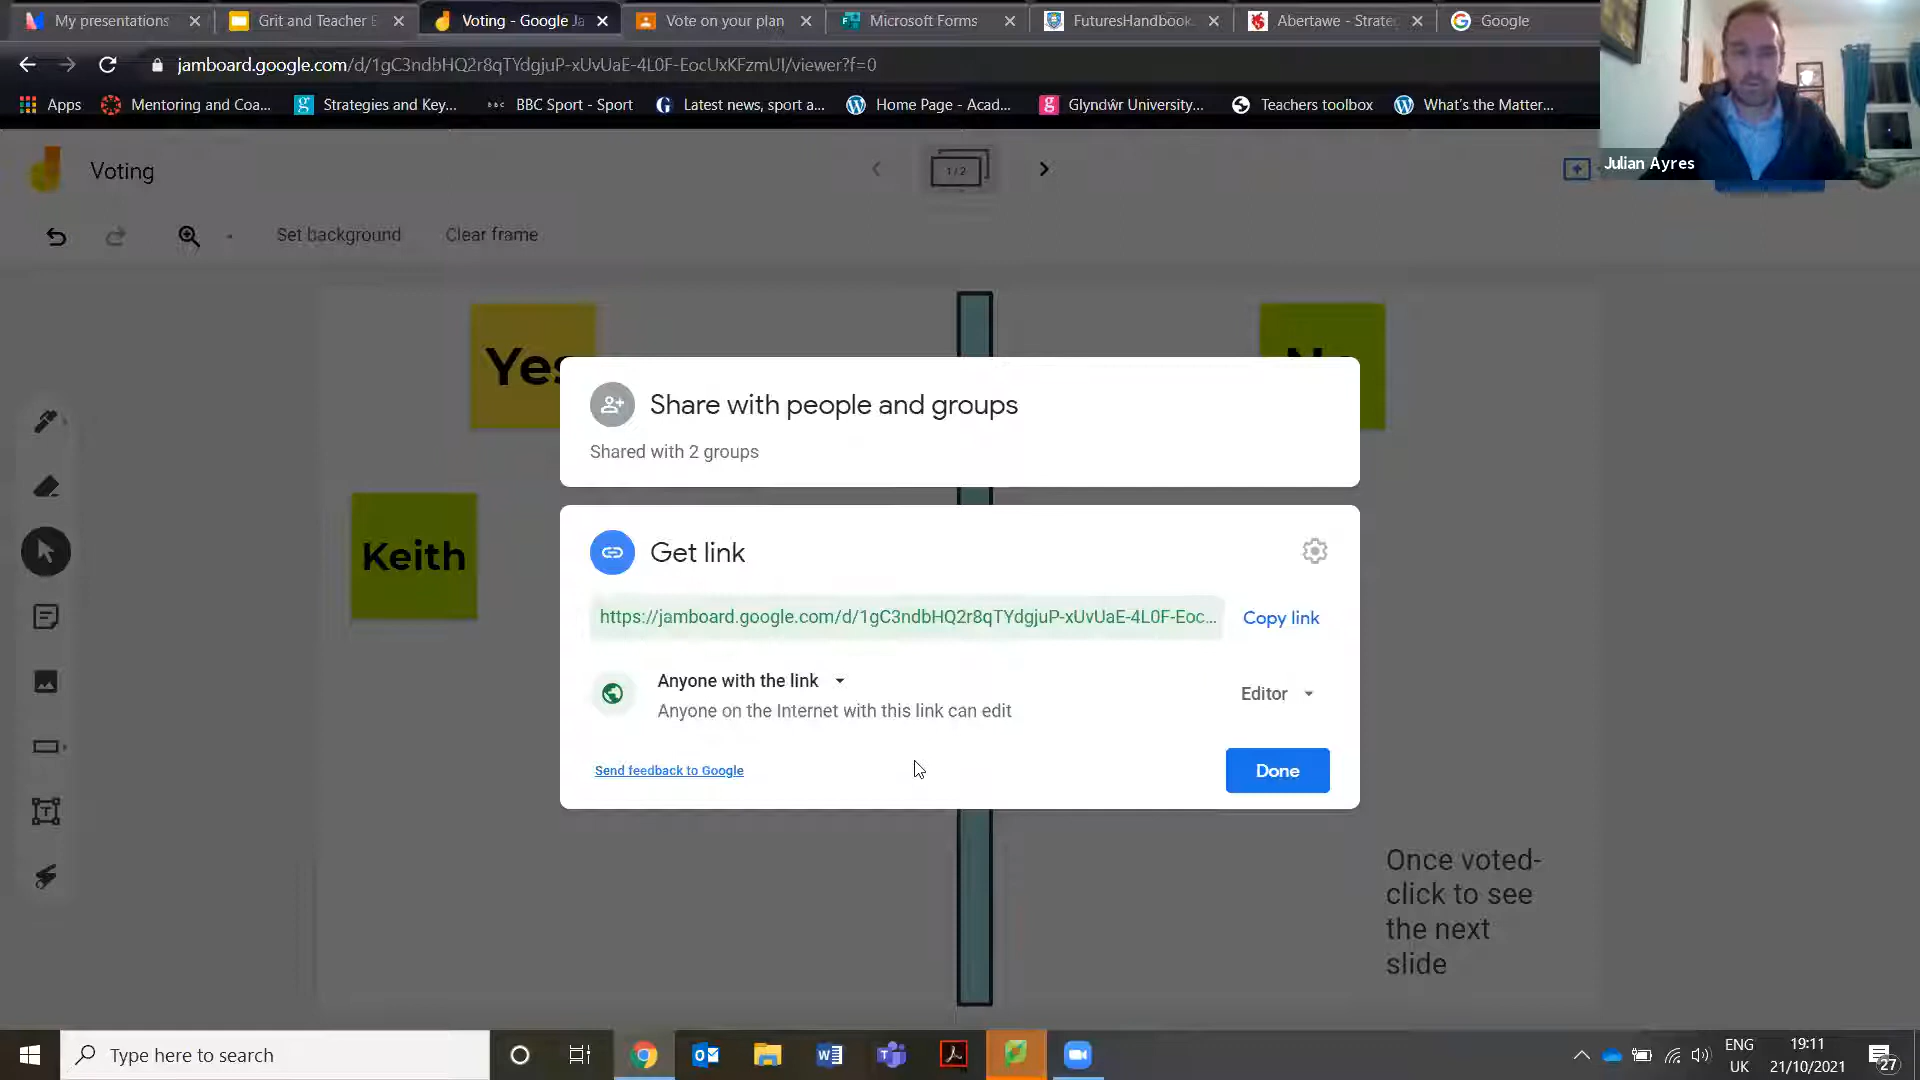 My presentations
Grit and Teacher E
Voting - Google Ja
Vote on your plan
Microsoft Forms
FuturesHandbook.
Abertawe - Strate
Google
jamboard.google.com/d/1gC3ndbHQ2r8qTYdgjuP-xUvUaE-4L0F-EocUxKFzmUI/viewer?f=0
Apps
Mentoring and Coa...
Strategies and Key...
BBC Sport - Sport
Latest news, sport a...
Home Page - Acad...
Glyndŵr University...
Teachers toolbox
What's the Matter...
Julian Ayres
Voting
1 / 2
Set background
Clear frame
Yes
Share with people and groups
Shared with 2 groups
Keith
Get link
https://jamboard.google.com/d/1gC3ndbHQ2r8qTYdgjuP-xUvUaE-4L0F-Eoc...
Copy link
Anyone with the link
Anyone on the Internet with this link can edit
Editor
Send feedback to Google
Done
Once voted-
click to see
the next
slide
Type here to search
ENG
UK
19:11
21/10/2021
27